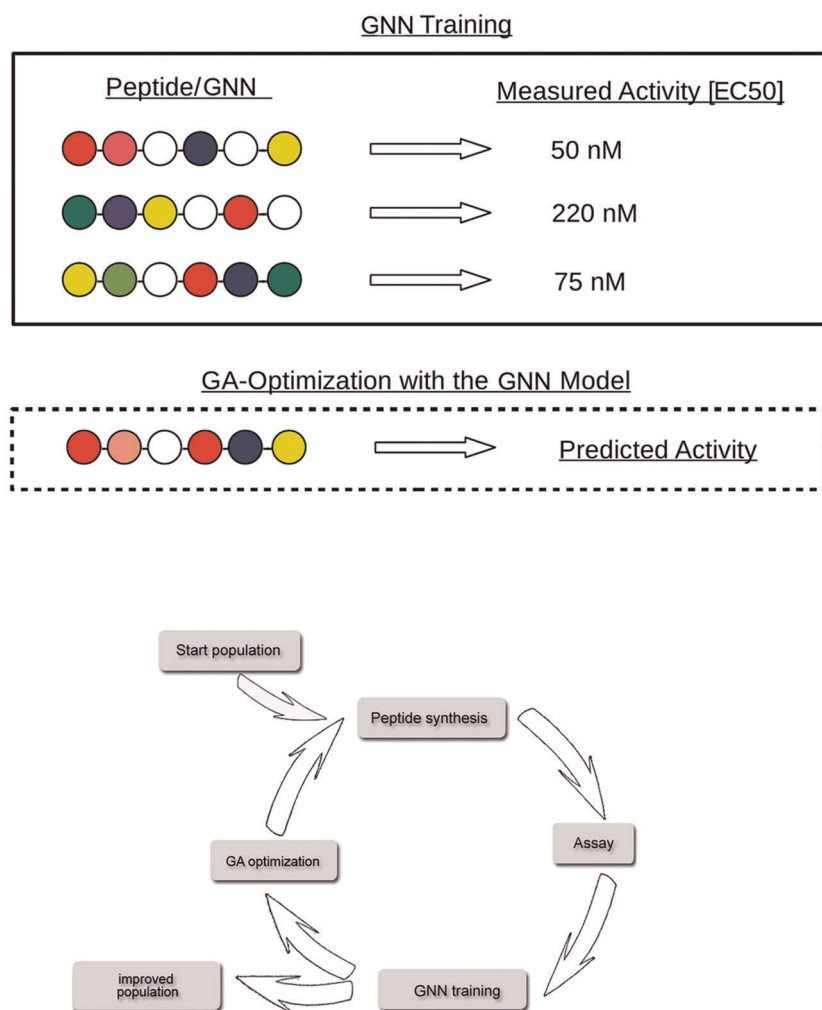 GNN Training
Peptide/GNN
Measured Activity [EC50]
50 nM
220 nM
75 nM
GA-Optimization with the GNN Model
Predicted Activity
Start population
Peptide synthesis
GA optimization
Assay
improved
population
GNN training